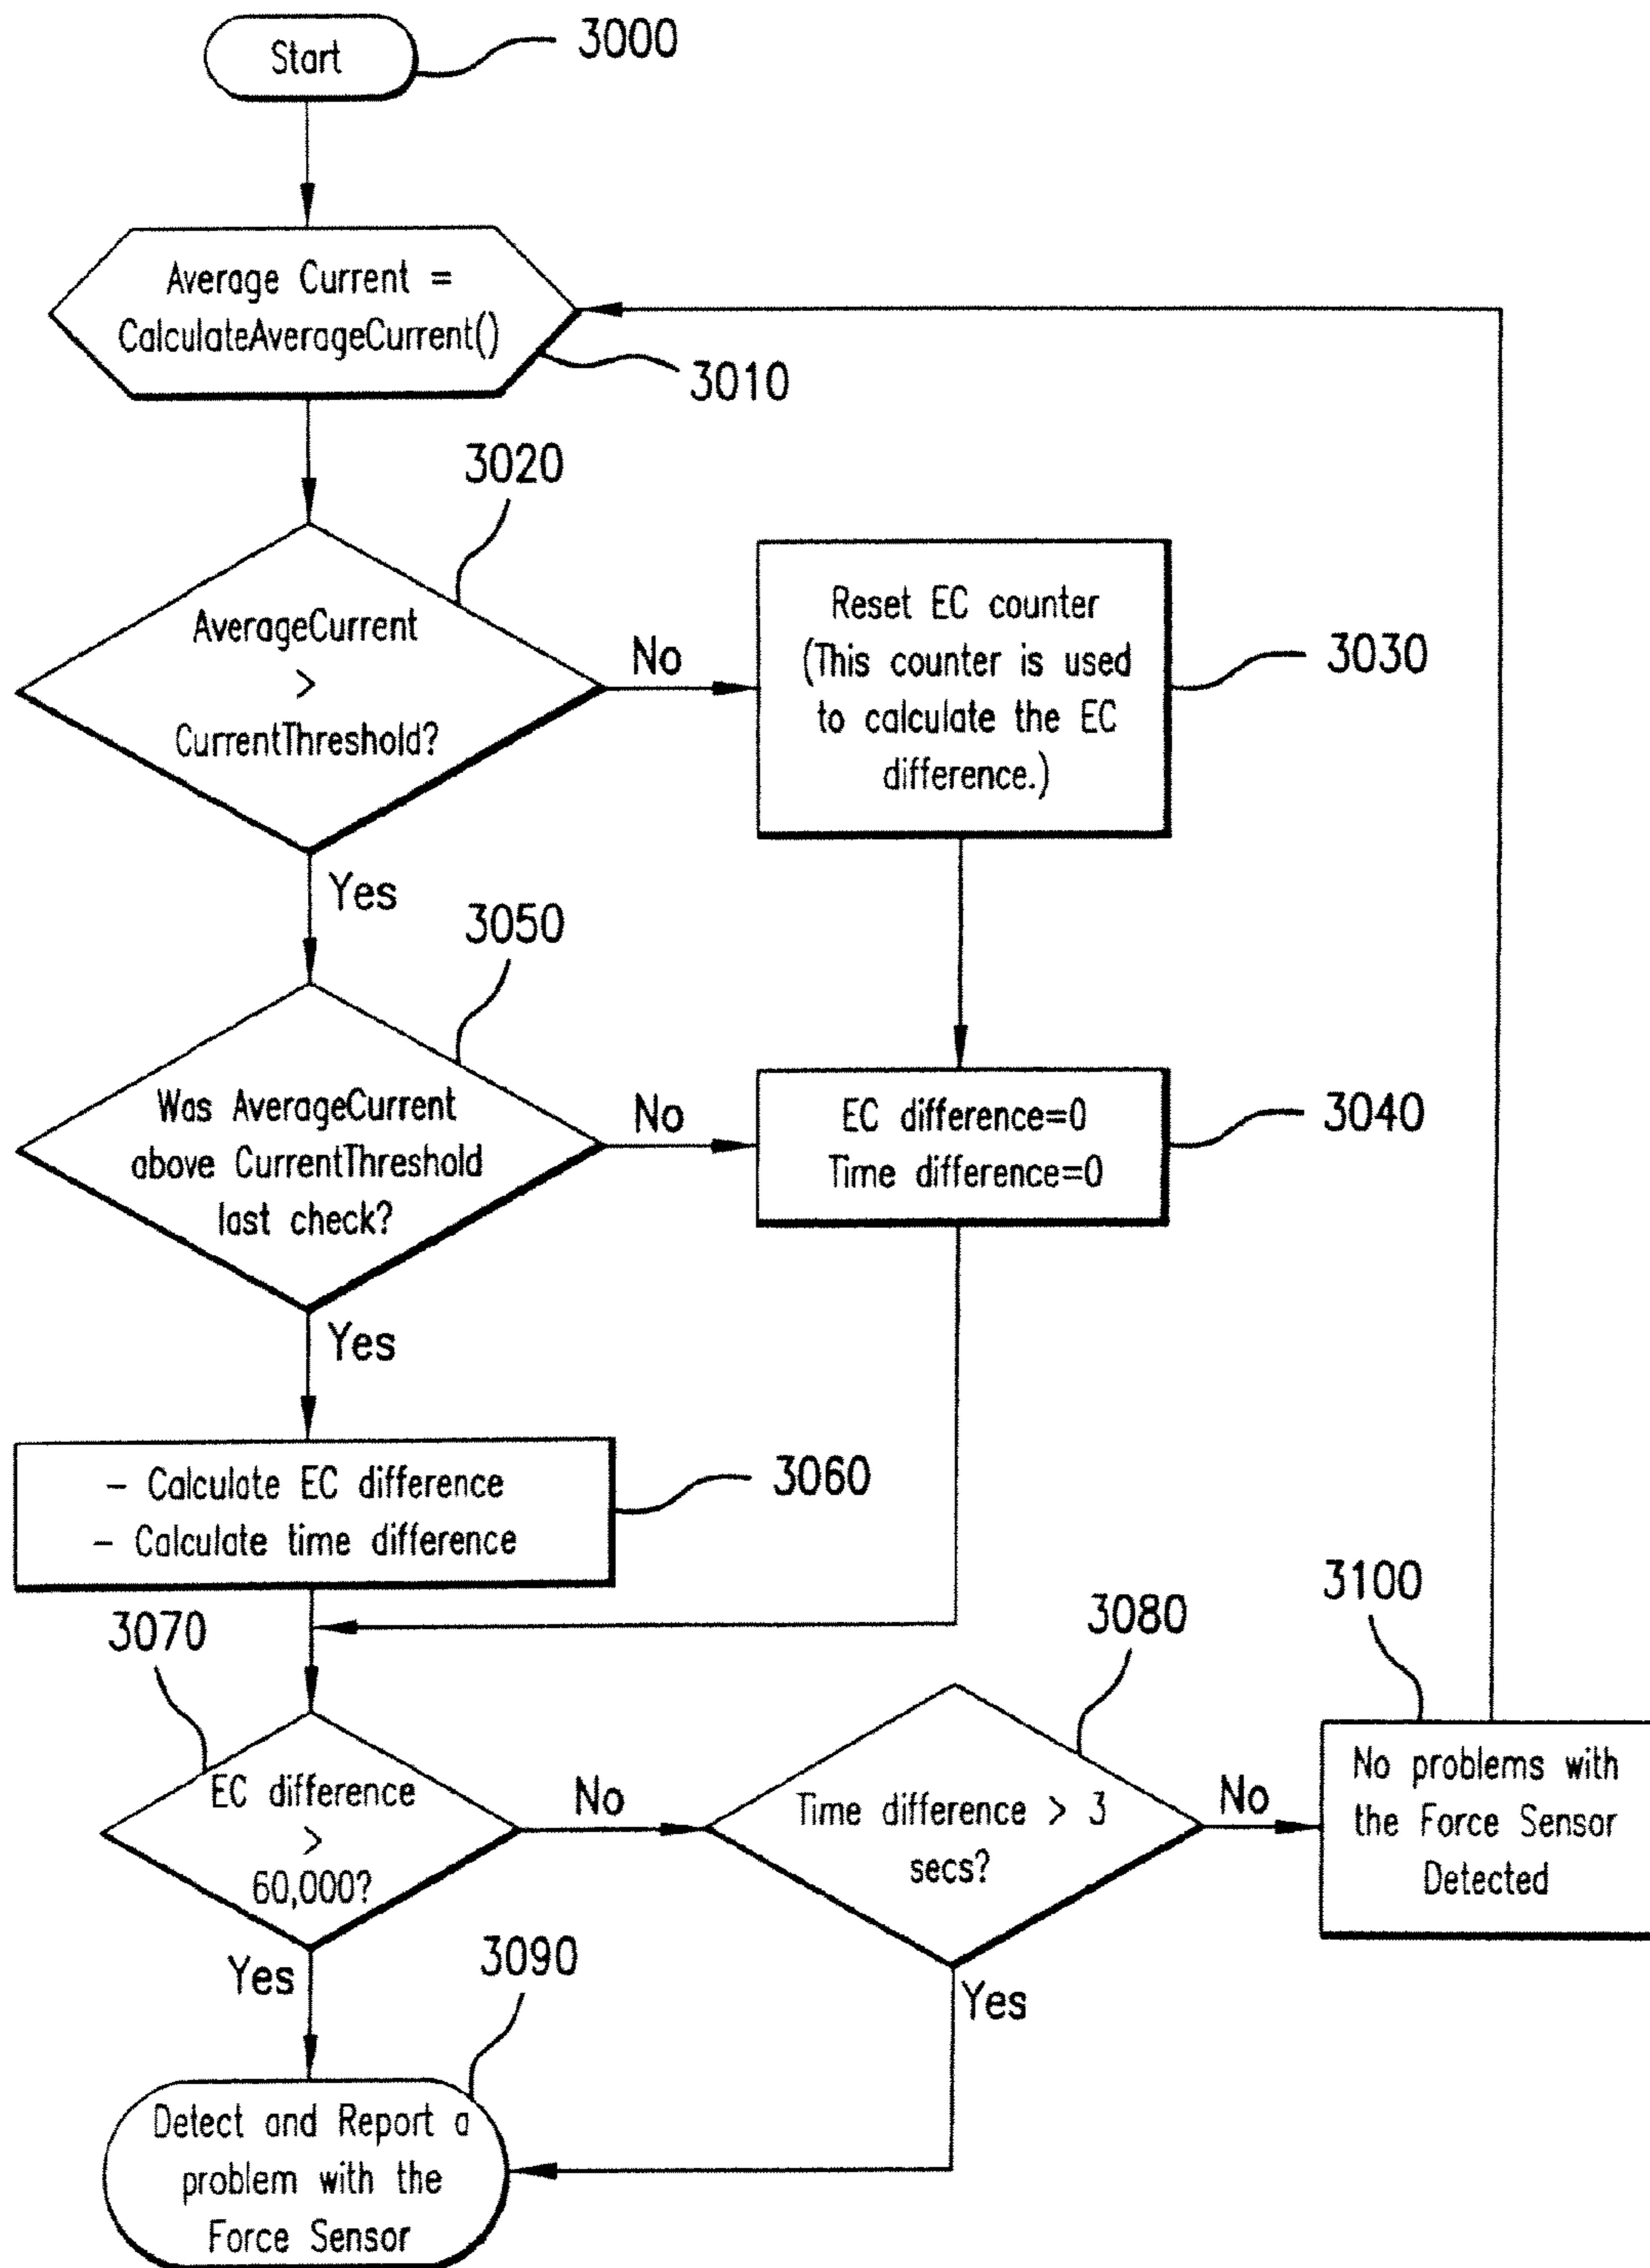 Start
3000
Average Current =
CalculateAverageCurrent()
3010
3020
AverageCurrent
>
CurrentThreshold?
No
Reset EC counter
(This counter is used
to calculate the EC
difference.)
3030
Yes
3050
Was AverageCurrent
above CurrentThreshold
last check?
No
EC difference=0
Time difference=0
3040
Yes
- Calculate EC difference
- Calculate time difference
3060
3070
EC difference
>
60,000?
No
3080
Time difference > 3
secs?
No
3100
No problems with
the Force Sensor
Detected
Yes
Yes
3090
Detect and Report a
problem with the
Force Sensor